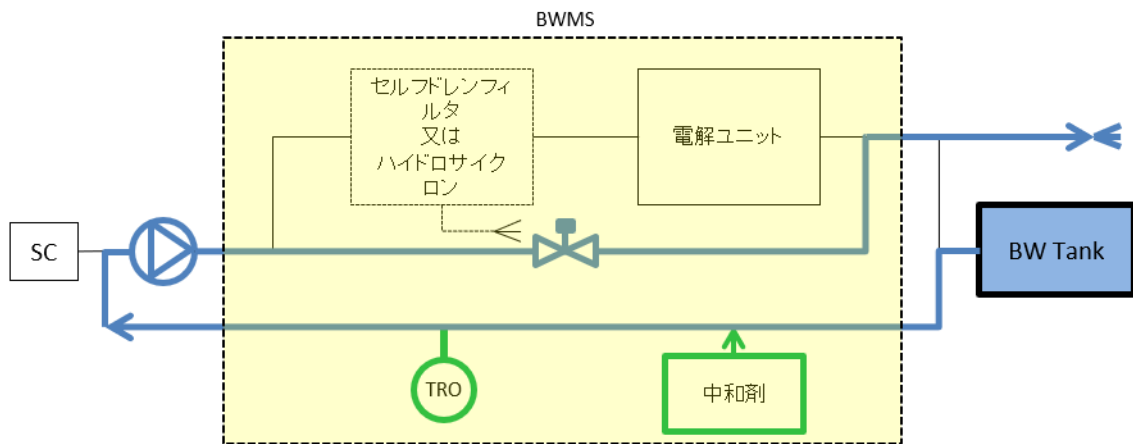 BWMS
セルフドレンフィ
ルタ
又は
ハイドロサイク
ロン
電解ユニット
SC
BW Tank
TRO
中和剤